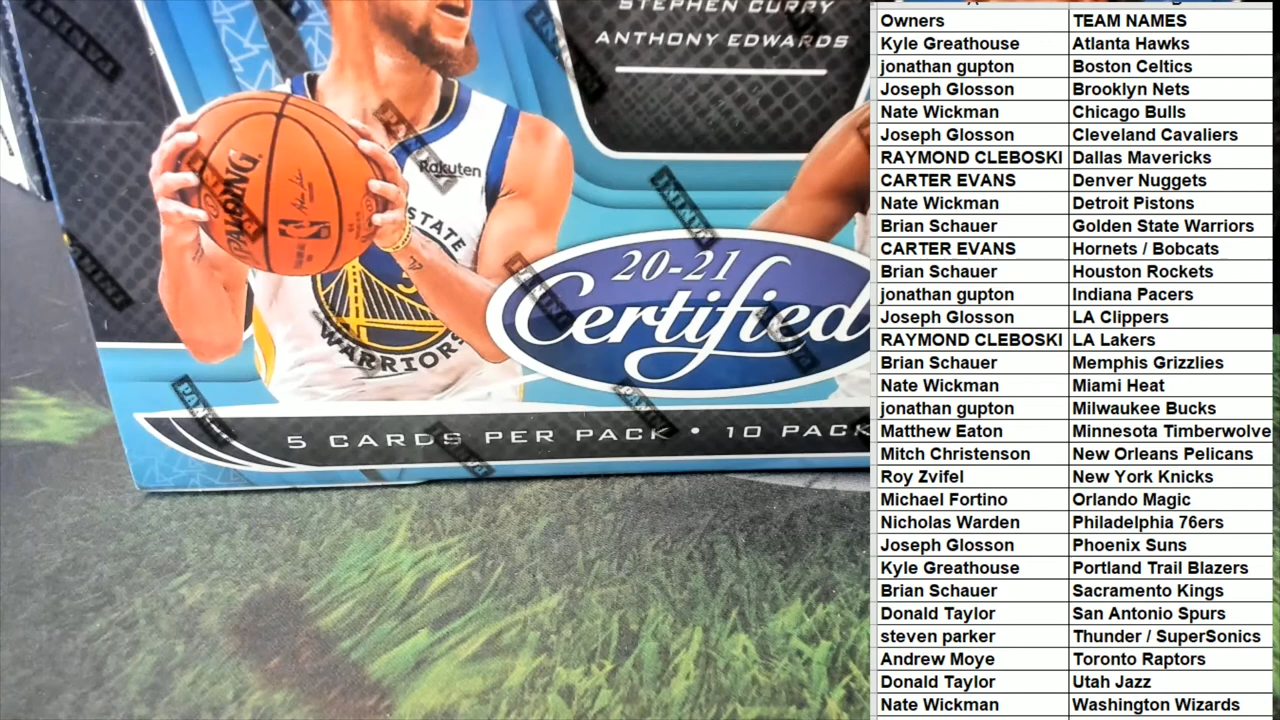 STEPHEN CURRY
ANTHONY EDWARDS
Rakuten
SPALDING
STATE
WARRIORS
20-21
Certified
5 CARDS PER PACK • 10 PACK
PANINI
Owners TEAM NAMES
Kyle Greathouse Atlanta Hawks
jonathan gupton Boston Celtics
Joseph Glosson Brooklyn Nets
Nate Wickman Chicago Bulls
Joseph Glosson Cleveland Cavaliers
RAYMOND CLEBOSKI Dallas Mavericks
CARTER EVANS Denver Nuggets
Nate Wickman Detroit Pistons
Brian Schauer Golden State Warriors
CARTER EVANS Hornets / Bobcats
Brian Schauer Houston Rockets
jonathan gupton Indiana Pacers
Joseph Glosson LA Clippers
RAYMOND CLEBOSKI LA Lakers
Brian Schauer Memphis Grizzlies
Nate Wickman Miami Heat
jonathan gupton Milwaukee Bucks
Matthew Eaton Minnesota Timberwolve
Mitch Christenson New Orleans Pelicans
Roy Zvifel New York Knicks
Michael Fortino Orlando Magic
Nicholas Warden Philadelphia 76ers
Joseph Glosson Phoenix Suns
Kyle Greathouse Portland Trail Blazers
Brian Schauer Sacramento Kings
Donald Taylor San Antonio Spurs
steven parker Thunder / SuperSonics
Andrew Moye Toronto Raptors
Donald Taylor Utah Jazz
Nate Wickman Washington Wizards